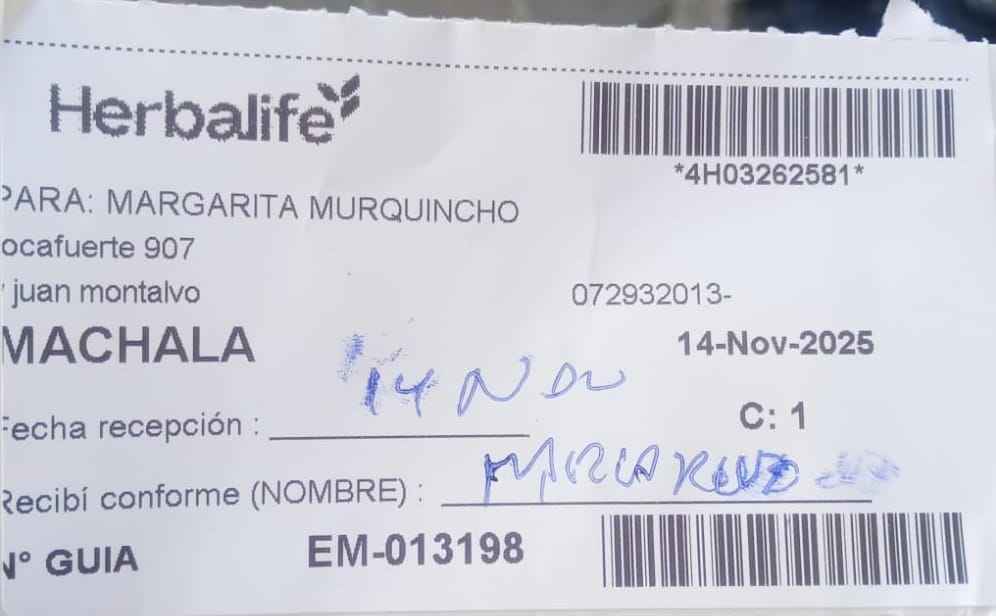 Herbalife
*4H03262581*
PARA: MARGARITA MURQUINCHO
ocafuerte 907
juan montalvo
072932013-
MACHALA
14-Nov-2025
14 Nov
C: 1
Fecha recepción :
Recibí conforme (NOMBRE) :
Nº GUIA
EM-013198